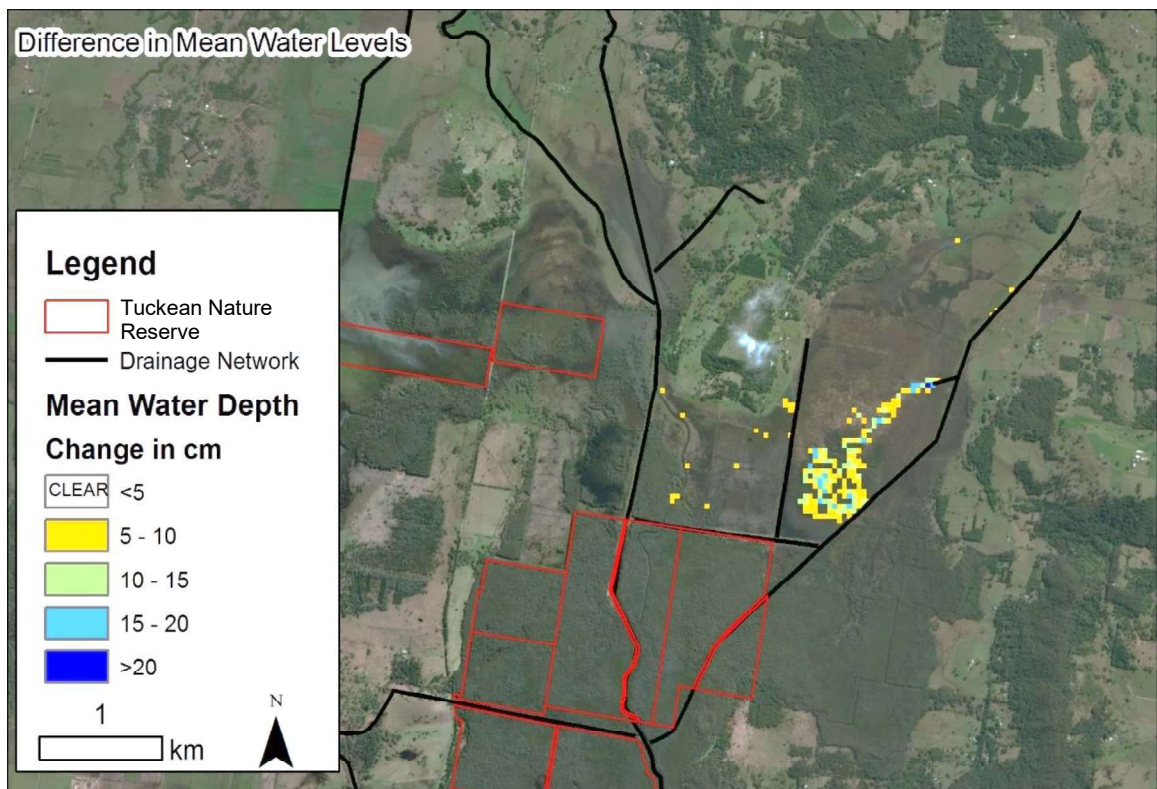 Difference in Mean Water Levels
Legend
Tuckean Nature
Reserve
Drainage Network
Mean Water Depth
Change in cm
CLEAR <5
5 - 10
10 - 15
15 - 20
>20
1
km
N